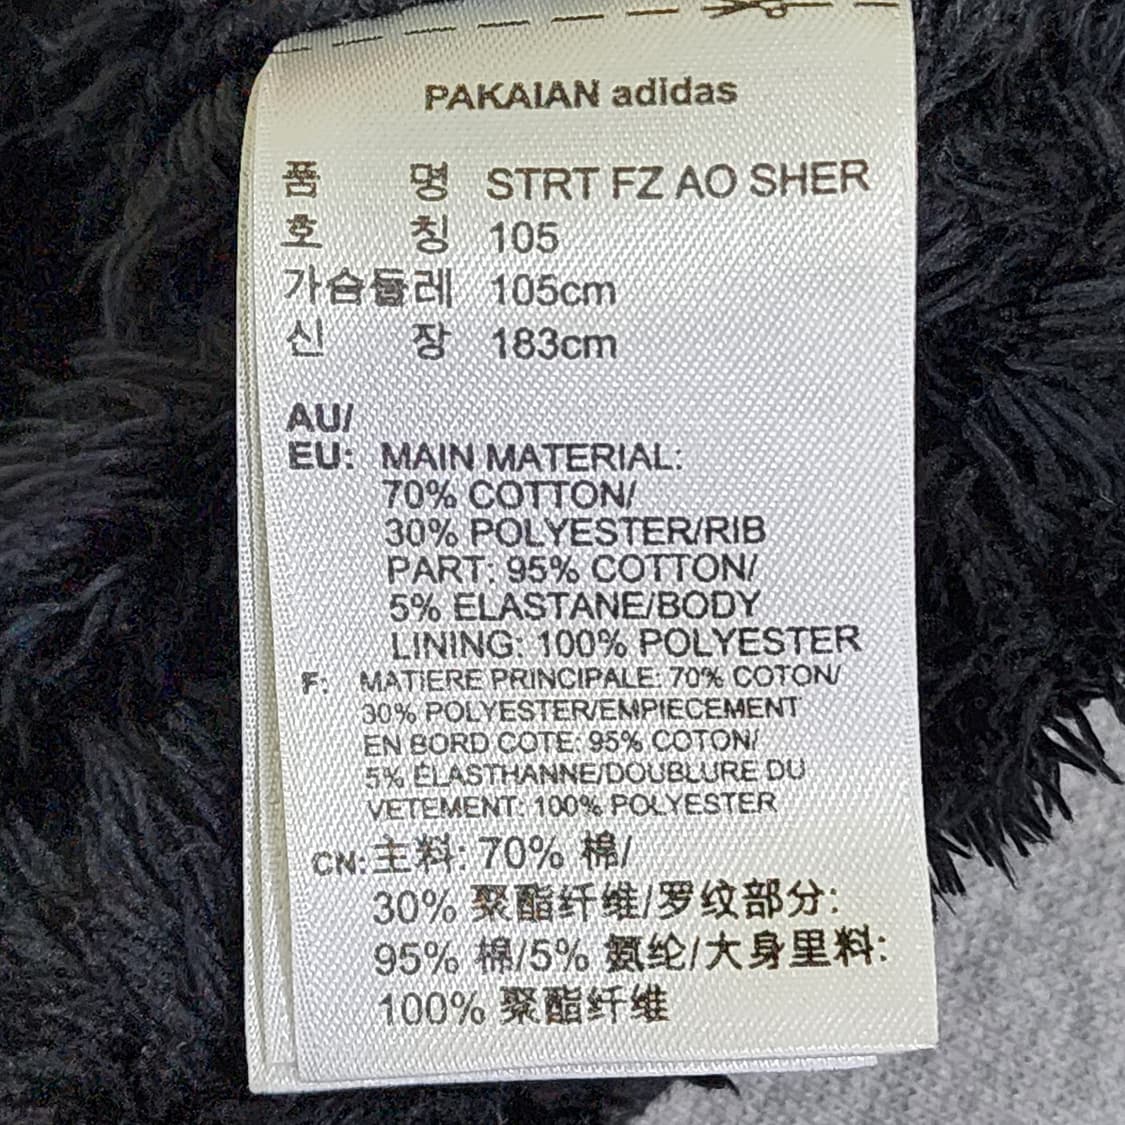 PAKAIAN adidas
품 명 STRT FZ AO SHER
호 칭 105
가슴둘레 105cm
신 장 183cm
AU/
EU: MAIN MATERIAL:
70% COTTON/
30% POLYESTER/RIB
PART: 95% COTTON/
5% ELASTANE/BODY
LINING: 100% POLYESTER
F: MATIERE PRINCIPALE: 70% COTON/
30% POLYESTER/EMPIECEMENT
EN BORD COTE: 95% COTON/
5% ÉLASTHANNE/DOUBLURE DU
VETEMENT: 100% POLYESTER
CN: 主料: 70% 棉/
30% 聚酯纤维/罗纹部分:
95% 棉/5% 氨纶/大身里料:
100% 聚酯纤维